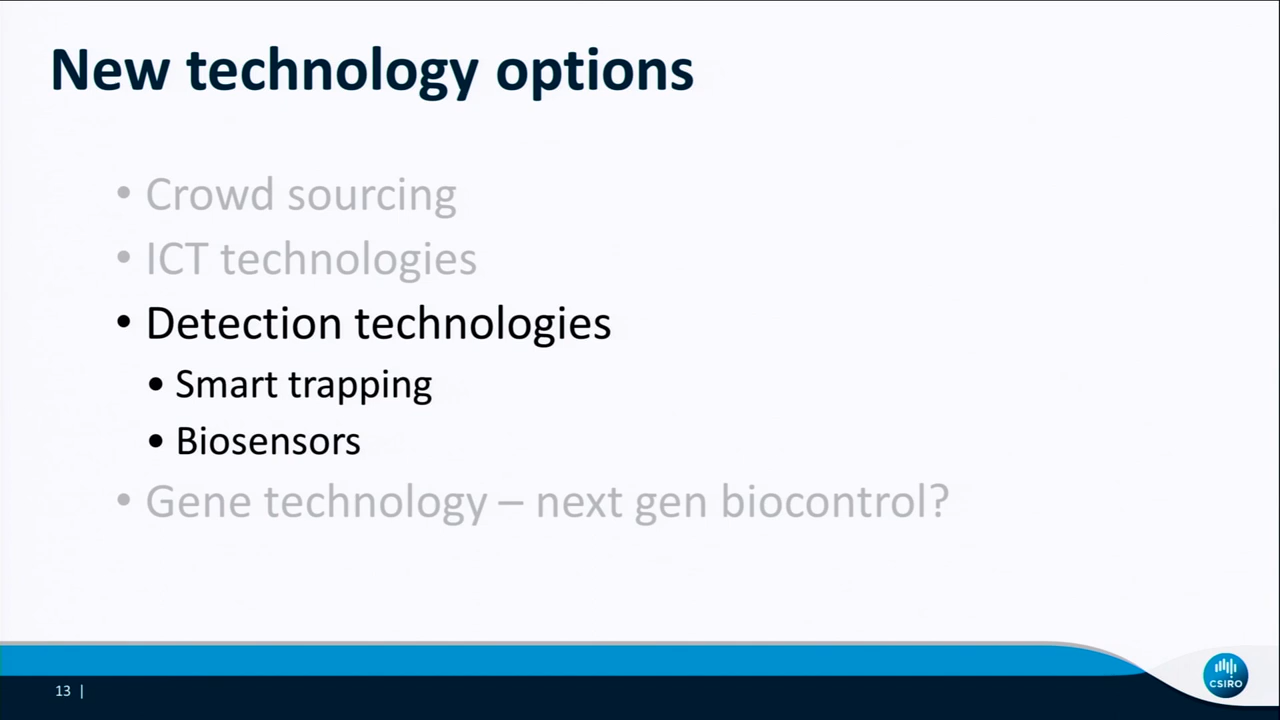 New technology options
• Crowd sourcing
• ICT technologies
• Detection technologies
• Smart trapping
• Biosensors
• Gene technology – next gen biocontrol?
13 |
CSIRO